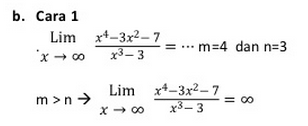 b. Cara 1
Lim x → ∞ x⁴–3x²–7 / x³–3 = ··· m=4 dan n=3
m > n → Lim x → ∞ x⁴–3x²–7 / x³–3 = ∞